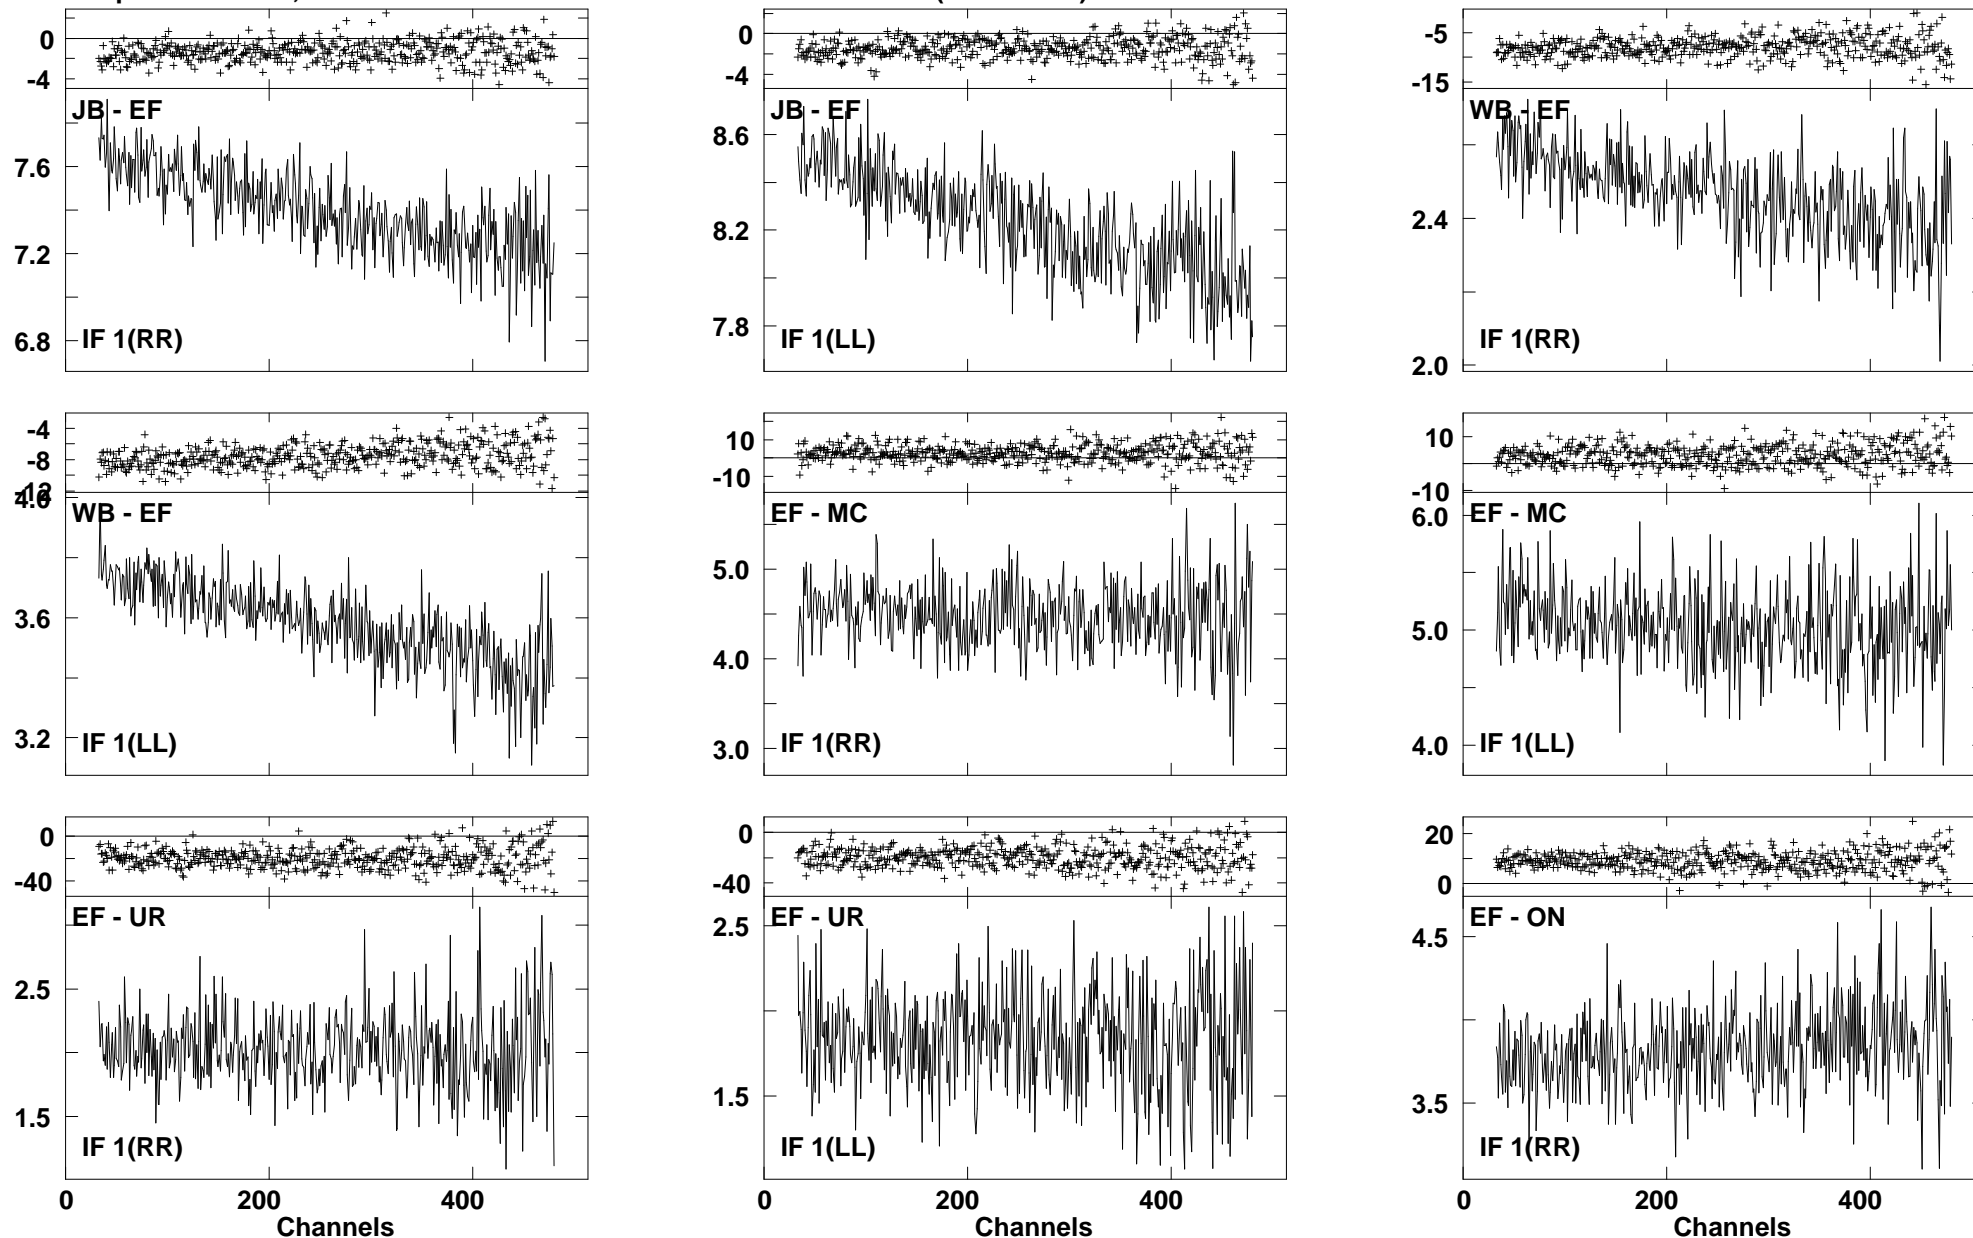 0
-4
JB - EF
7.6
7.2
6.8
IF 1(RR)
0
-4
JB - EF
8.6
8.2
7.8
IF 1(LL)
-5
-15
WB - EF
2.4
2.0
IF 1(RR)
-4
-8
-12
4.0
WB - EF
3.6
3.2
IF 1(LL)
10
-10
EF - MC
5.0
4.0
3.0
IF 1(RR)
10
-10
EF - MC
6.0
5.0
4.0
IF 1(LL)
0
-40
EF - UR
2.5
1.5
IF 1(RR)
0 200 400
Channels
0
-40
EF - UR
2.5
1.5
IF 1(LL)
0 200 400
Channels
20
0
EF - ON
4.5
3.5
IF 1(RR)
0 200 400
Channels